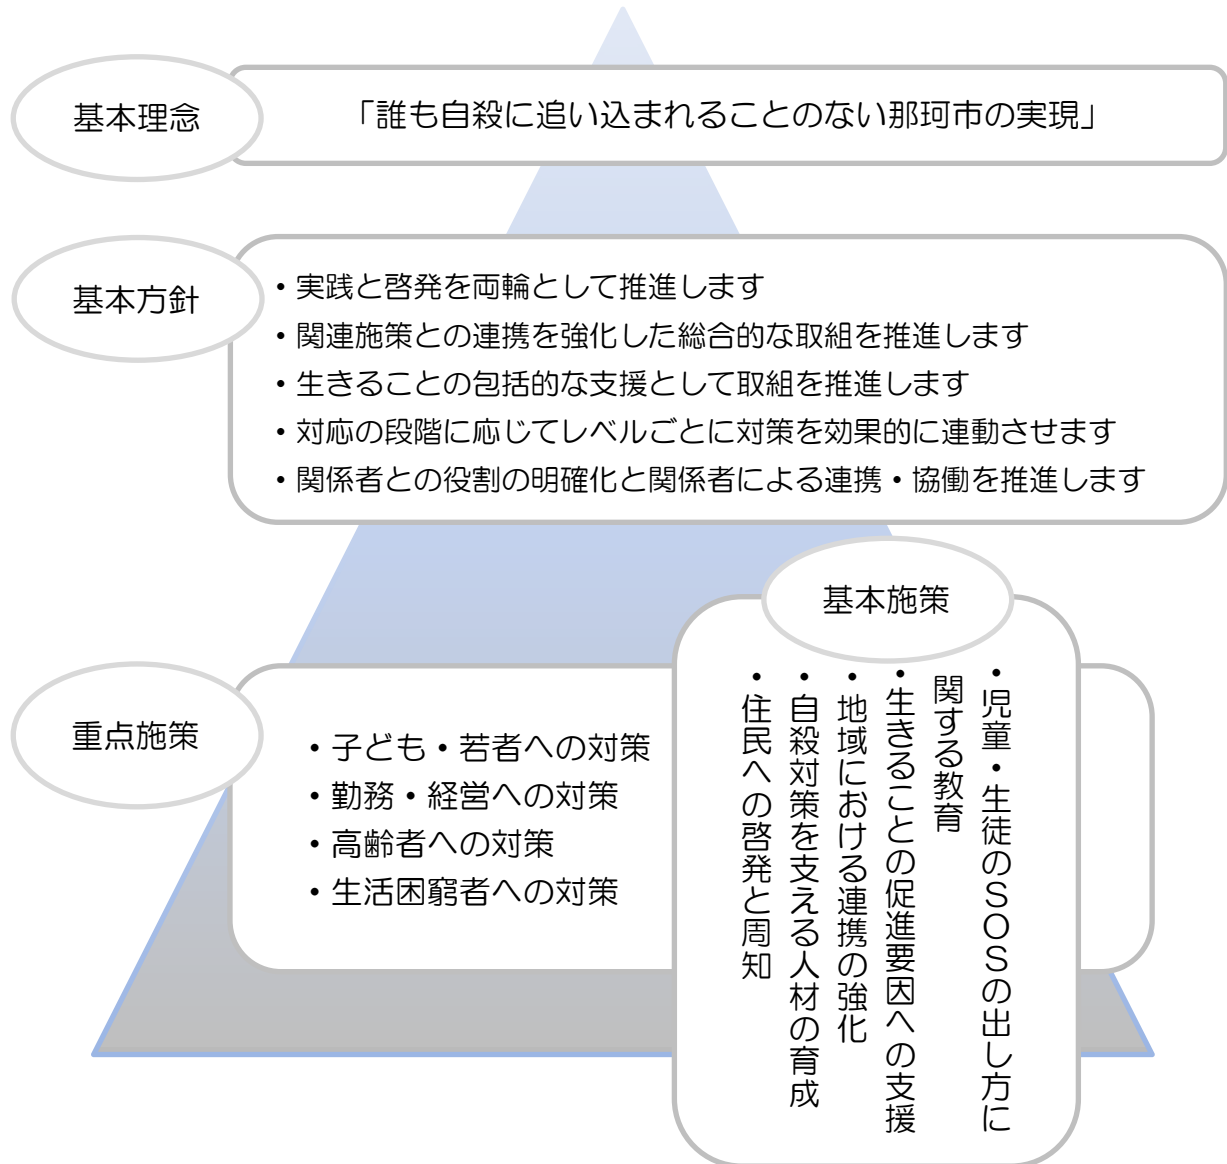 基本理念
「誰も自殺に追い込まれることのない那珂市の実現」
基本方針
・実践と啓発を両輪として推進します
・関連施策との連携を強化した総合的な取組を推進します
・生きることの包括的な支援として取組を推進します
・対応の段階に応じてレベルごとに対策を効果的に連動させます
・関係者との役割の明確化と関係者による連携・協働を推進します
重点施策
・子ども・若者への対策
・勤務・経営への対策
・高齢者への対策
・生活困窮者への対策
基本施策
・児童・生徒のSOSの出し方に
関する教育
・生きることの促進要因への支援
・地域における連携の強化
・自殺対策を支える人材の育成
・住民への啓発と周知